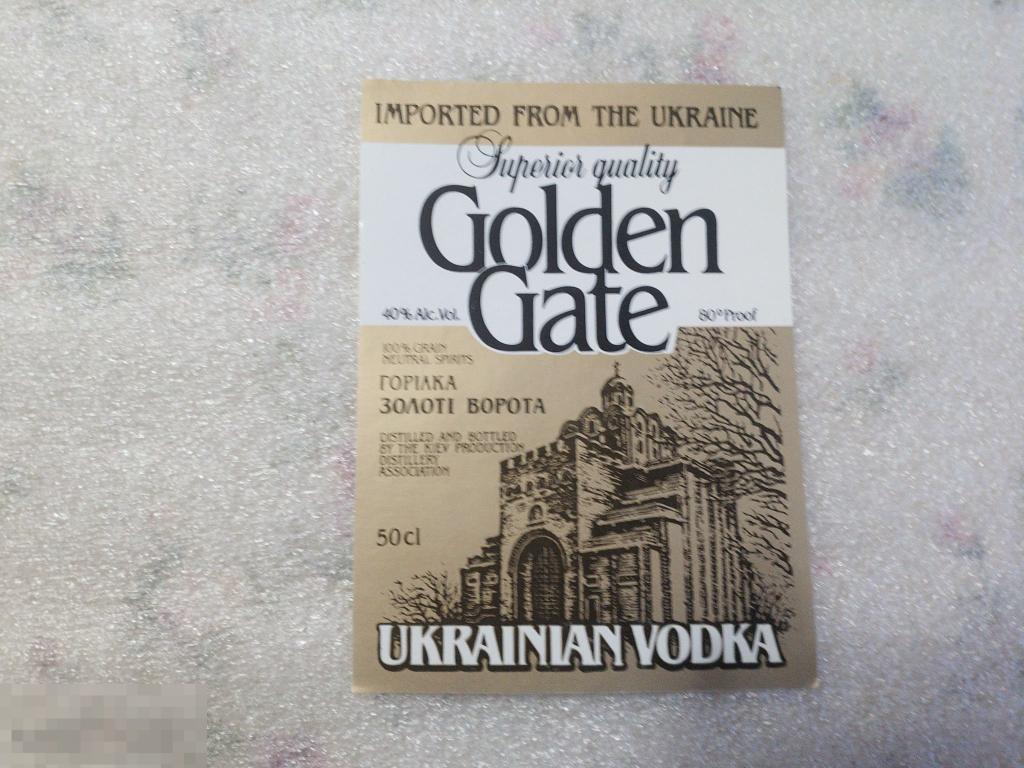 IMPORTED FROM THE UKRAINE
Superior quality
Golden
Gate
40% Alc. Vol.
80° Proof
100% GRAIN
NEUTRAL SPIRITS
ГОРІЛКА
ЗОЛОТІ ВОРОТА
DISTILLED AND BOTTLED
BY THE KIEV PRODUCTION
DISTILLERY
ASSOCIATION
50cl
UKRAINIAN VODKA